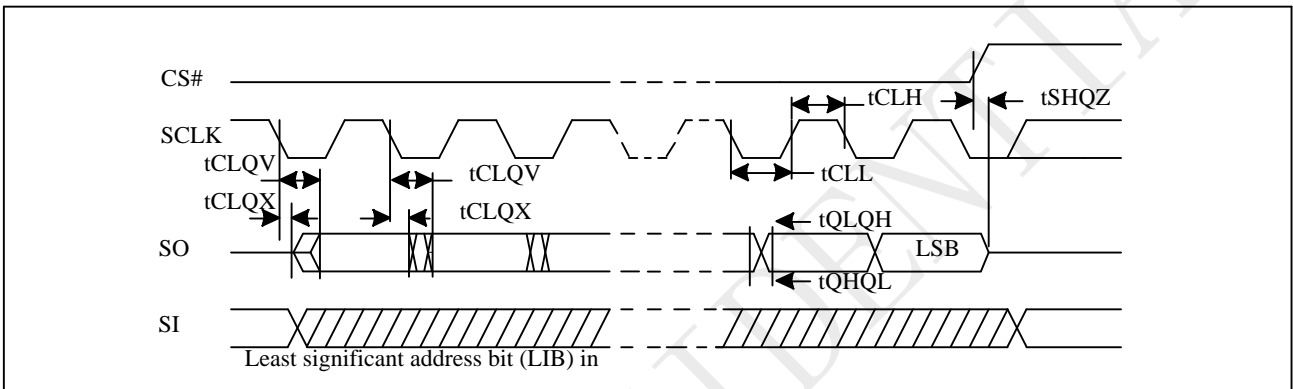 CS#
tCLH
tSHQZ
SCLK
tCLQV
tCLQV
tCLL
tCLQX
tCLQX
tQLQH
SO
LSB
tQHQL
SI
Least significant address bit (LIB) in